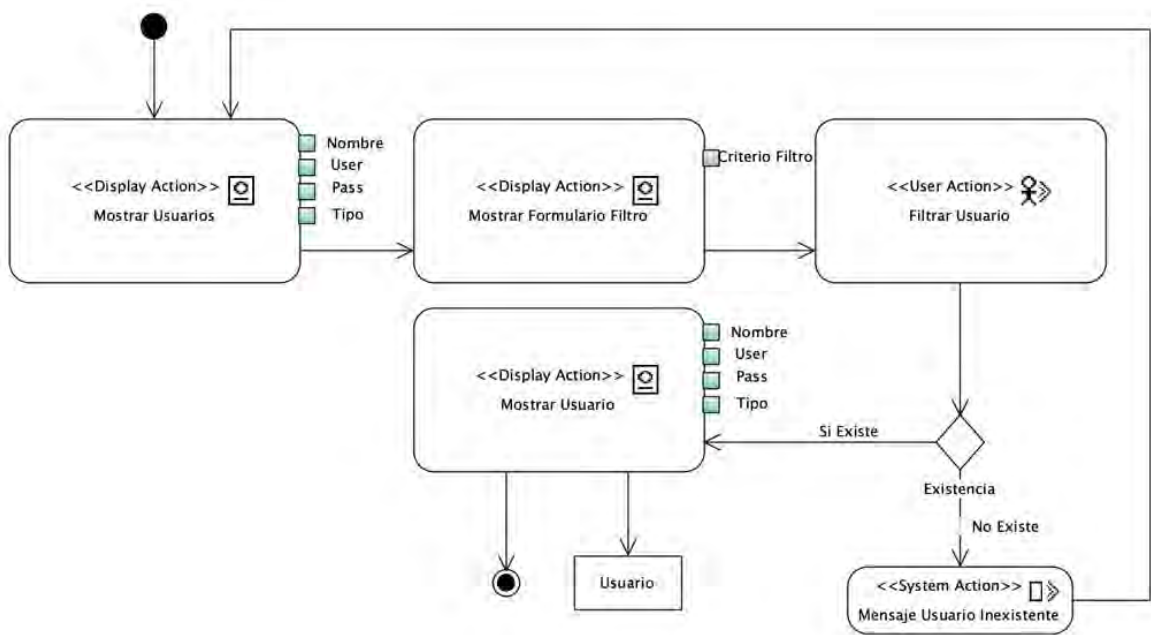 Nombre
User
Pass
Tipo
<<Display Action>>
Mostrar Usuarios
Criterio Filtro
<<Display Action>>
Mostrar Formulario Filtro
<<User Action>>
Filtrar Usuario
Nombre
User
Pass
Tipo
<<Display Action>>
Mostrar Usuario
Si Existe
Existencia
No Existe
Usuario
<<System Action>>
Mensaje Usuario Inexistente